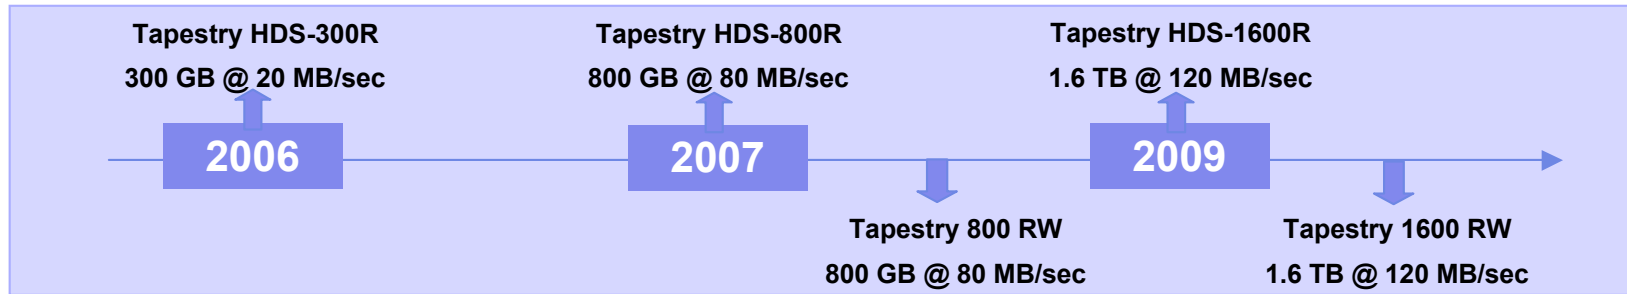 Tapestry HDS-300R
300 GB @ 20 MB/sec
Tapestry HDS-800R
800 GB @ 80 MB/sec
Tapestry HDS-1600R
1.6 TB @ 120 MB/sec
2006
2007
2009
Tapestry 800 RW
800 GB @ 80 MB/sec
Tapestry 1600 RW
1.6 TB @ 120 MB/sec